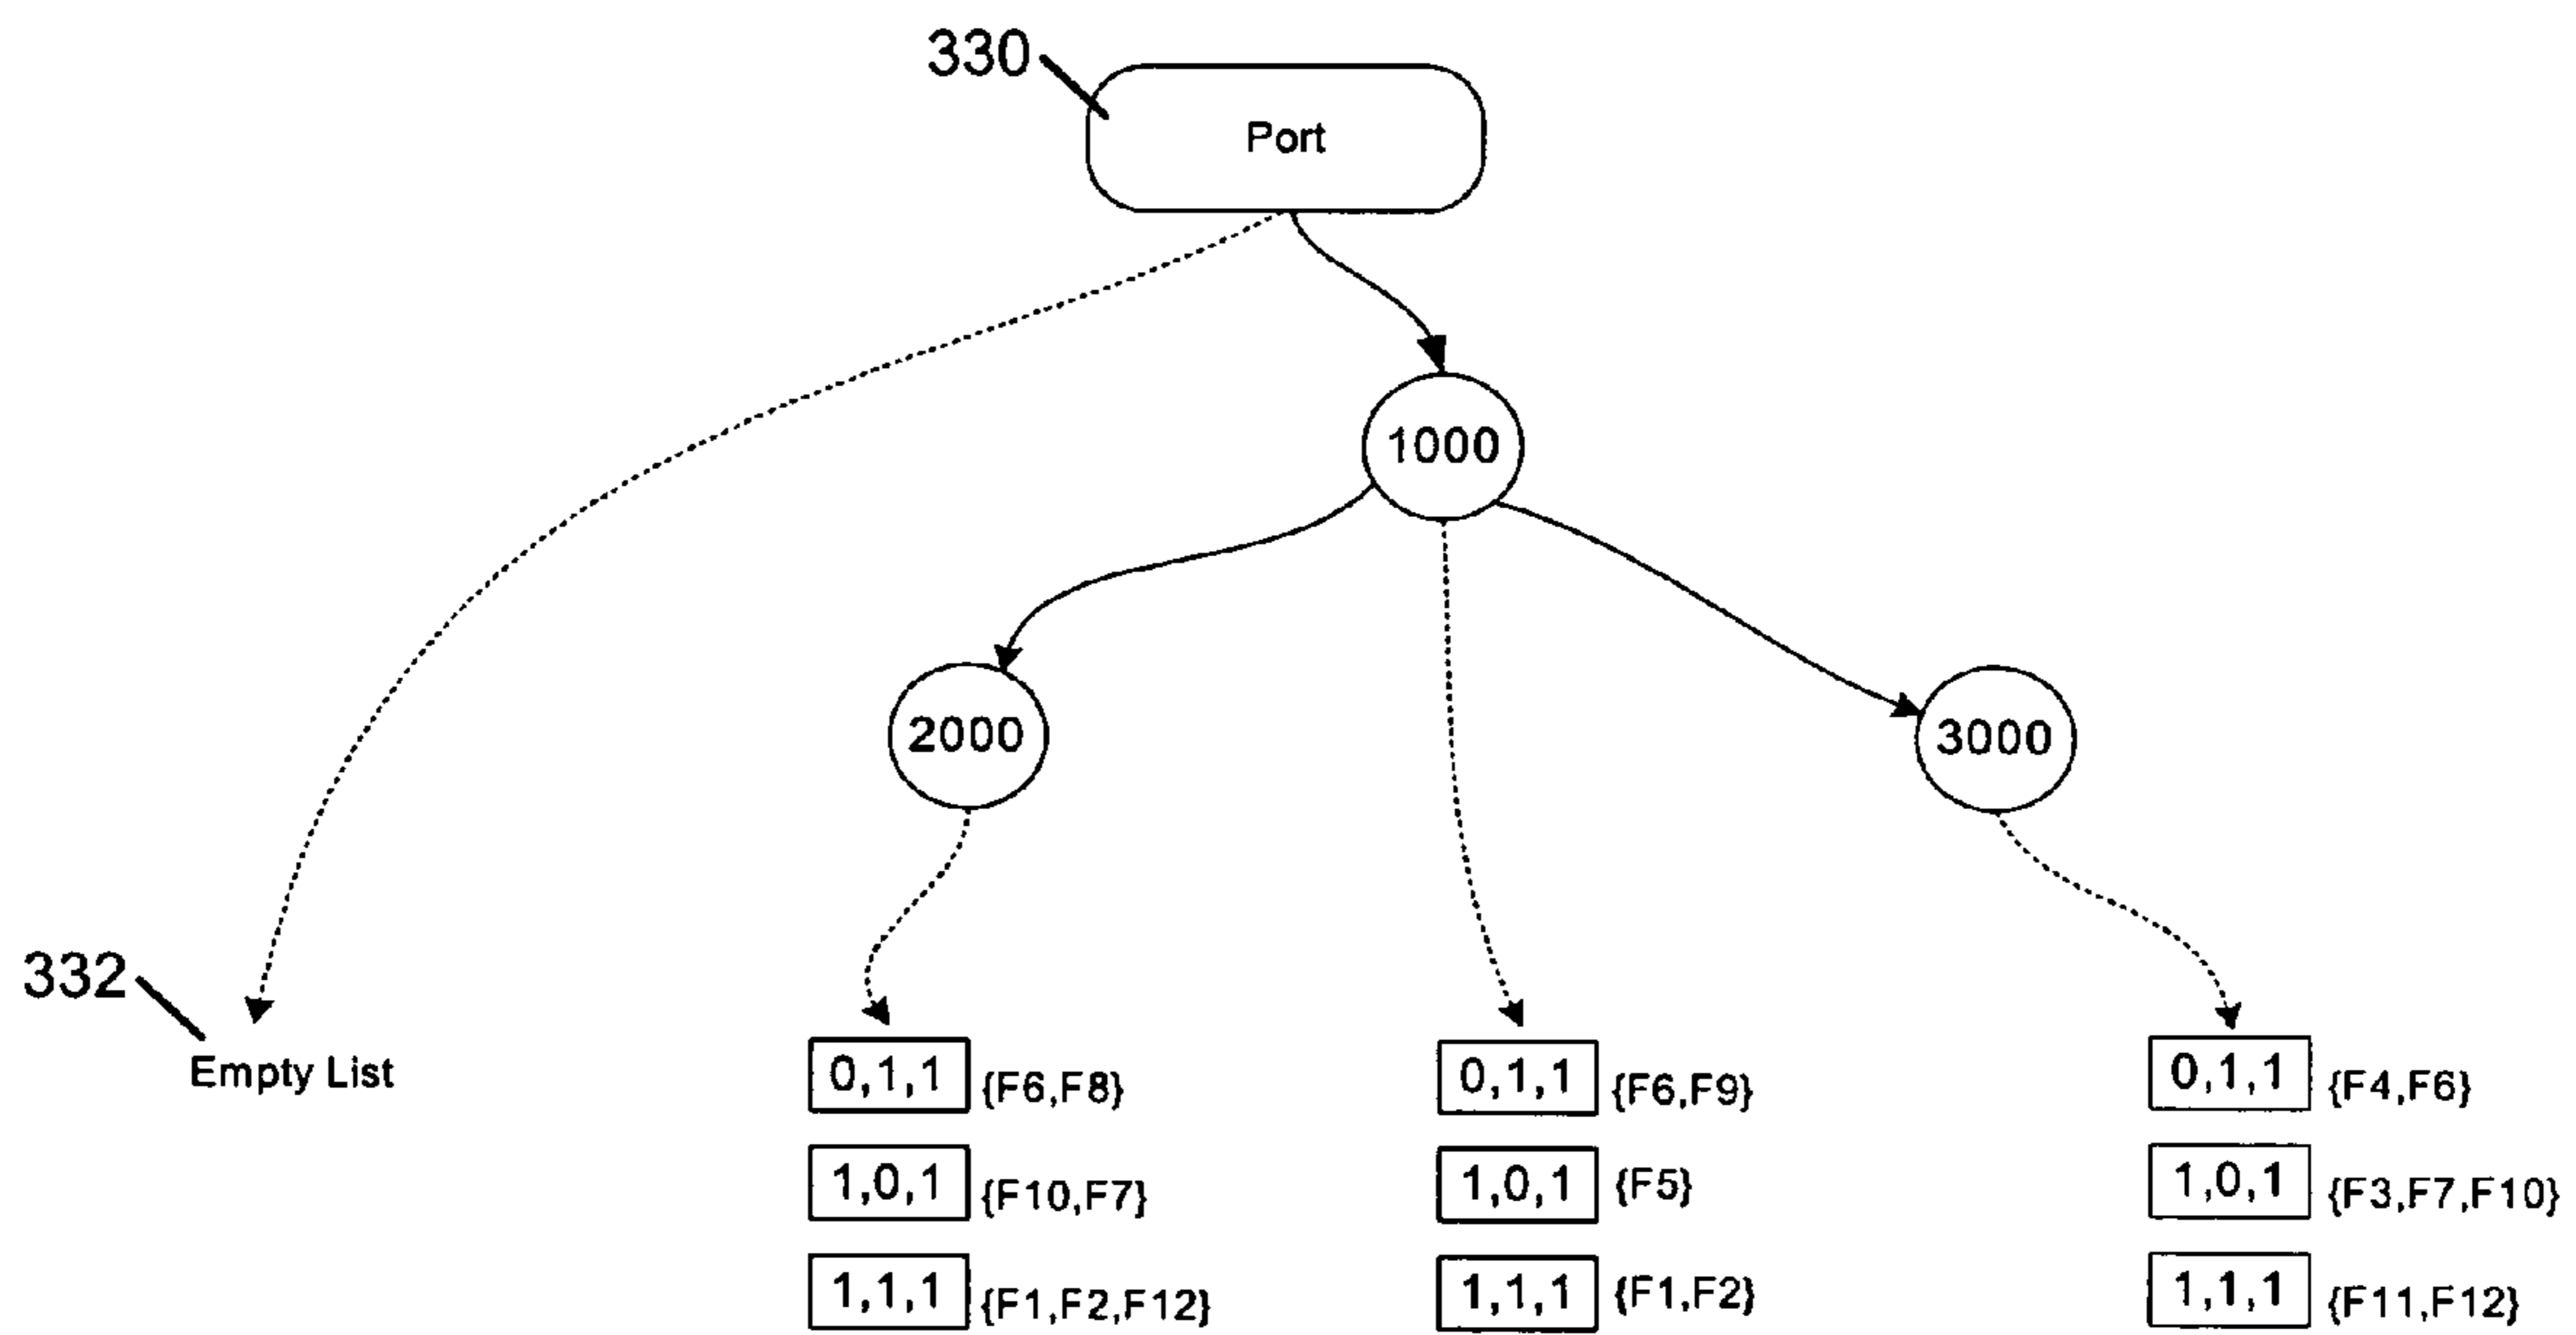 330
Port
1000
2000
3000
332
Empty List
0,1,1 {F6,F8}
0,1,1 {F6,F9}
0,1,1 {F4,F6}
1,0,1 {F10,F7}
1,0,1 {F5}
1,0,1 {F3,F7,F10}
1,1,1 {F1,F2,F12}
1,1,1 {F1,F2}
1,1,1 {F11,F12}